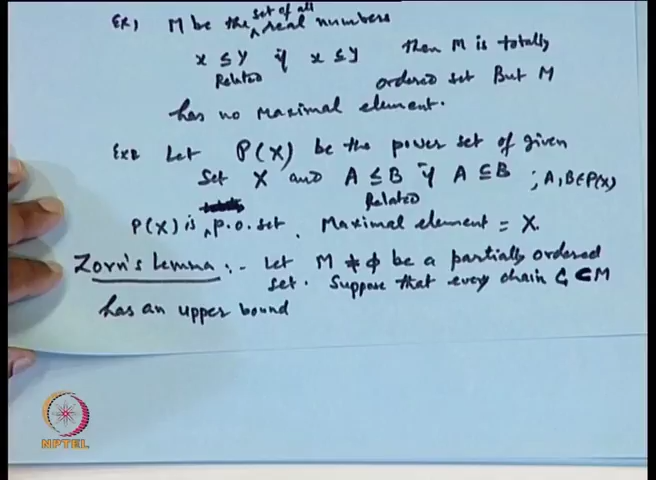 Ex1 M be the set of all real numbers
x ≤ y if x ≤ y then M is totally
Related ordered set But M
has no maximal element.
Ex2 Let P(X) be the power set of given
Set X and A ≤ B if A ⊆ B ; A, B ∈ P(X)
Related
P(X) is p.o. set. Maximal element = X.
Zorn's Lemma :- Let M ≠ φ be a partially ordered
set. Suppose that every chain C ⊂ M
has an upper bound
NPTEL